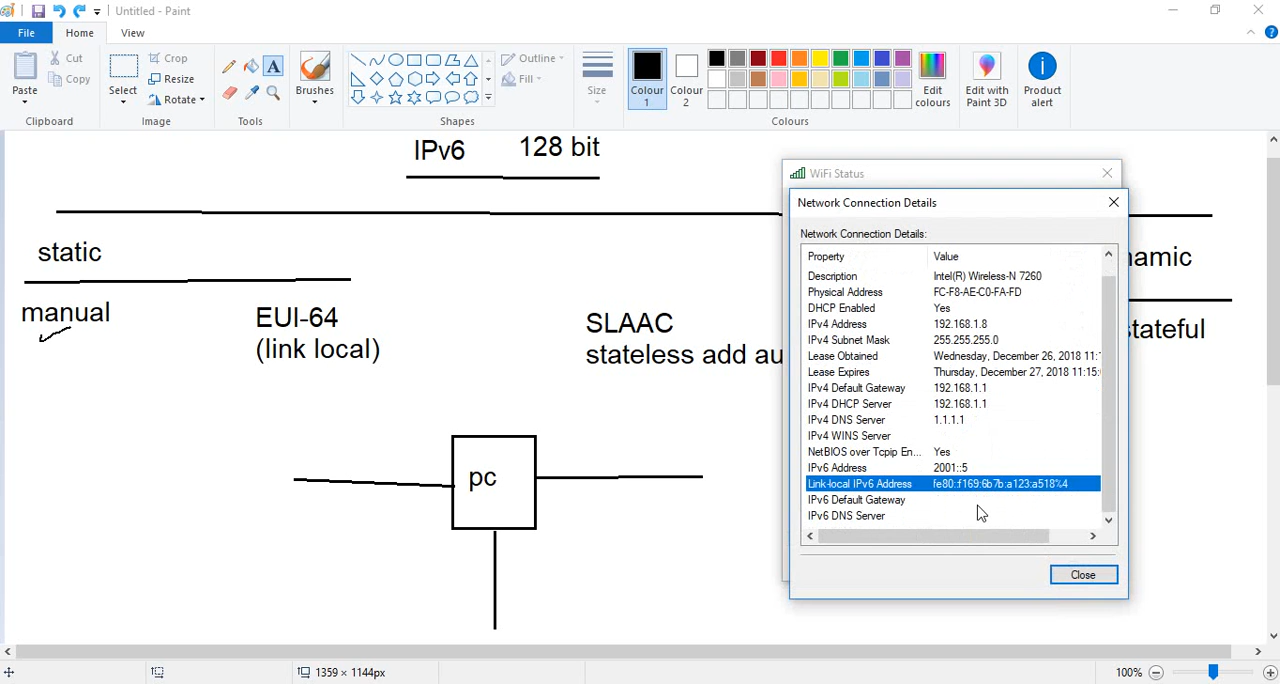 Untitled - Paint
File
Home
View
Paste
Cut
Copy
Clipboard
Select
Crop
Resize
Rotate
Image
A
Tools
Brushes
Shapes
Outline
Fill
Size
Colour 1
Colour 2
Edit colours
Colours
Edit with Paint 3D
Product alert
IPv6 128 bit
static
manual
EUI-64
(link local)
SLAAC
stateless add au
namic
stateful
pc
WiFi Status
Network Connection Details
Network Connection Details:
Property Value
Description Intel(R) Wireless-N 7260
Physical Address FC-F8-AE-C0-FA-FD
DHCP Enabled Yes
IPv4 Address 192.168.1.8
IPv4 Subnet Mask 255.255.255.0
Lease Obtained Wednesday, December 26, 2018 11:
Lease Expires Thursday, December 27, 2018 11:15:
IPv4 Default Gateway 192.168.1.1
IPv4 DHCP Server 192.168.1.1
IPv4 DNS Server 1.1.1.1
IPv4 WINS Server
NetBIOS over Tcpip En... Yes
IPv6 Address 2001::5
Link-local IPv6 Address fe80::f169:6b7b:a123:a518%4
IPv6 Default Gateway
IPv6 DNS Server
Close
1359 × 1144px
100%